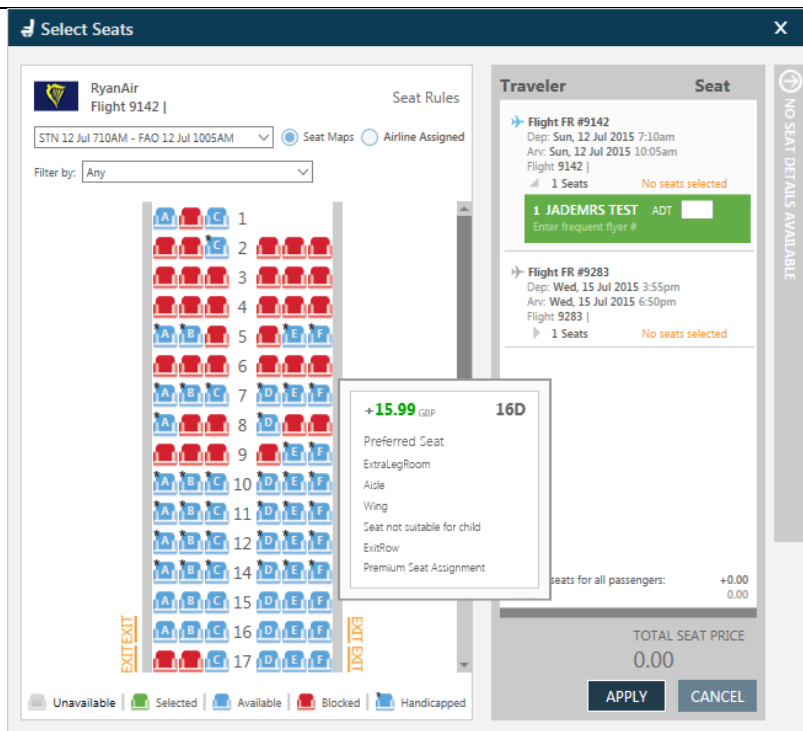 Select Seats X
RyanAir
Flight 9142 |
Seat Rules
STN 12 Jul 710AM - FAO 12 Jul 1005AM
Seat Maps
Airline Assigned
Filter by: Any
A C 1
C 2
3
4
A B 5 E F
6
A B C 7 D E F
A 8 D
9 E F
A B C 10 D E F
A B C 11 D E F
A B C 12 D E F
A B C 14 D E F
A B C 15 D E F
A B C 16 D E F
C 17 D E F
EXIT EXIT
EXIT EXIT
Unavailable | Selected | Available | Blocked | Handicapped
+15.99 GBP 16D
Preferred Seat
ExtraLegRoom
Aisle
Wing
Seat not suitable for child
ExitRow
Premium Seat Assignment
Traveler Seat
Flight FR #9142
Dep: Sun, 12 Jul 2015 7:10am
Arv: Sun, 12 Jul 2015 10:05am
Flight 9142 |
1 Seats No seats selected
1 JADEMRS TEST ADT
Enter frequent flyer #
Flight FR #9283
Dep: Wed, 15 Jul 2015 3:55pm
Arv: Wed, 15 Jul 2015 6:50pm
Flight 9283 |
1 Seats No seats selected
seats for all passengers: +0.00
0.00
TOTAL SEAT PRICE
0.00
APPLY CANCEL
NO SEAT DETAILS AVAILABLE